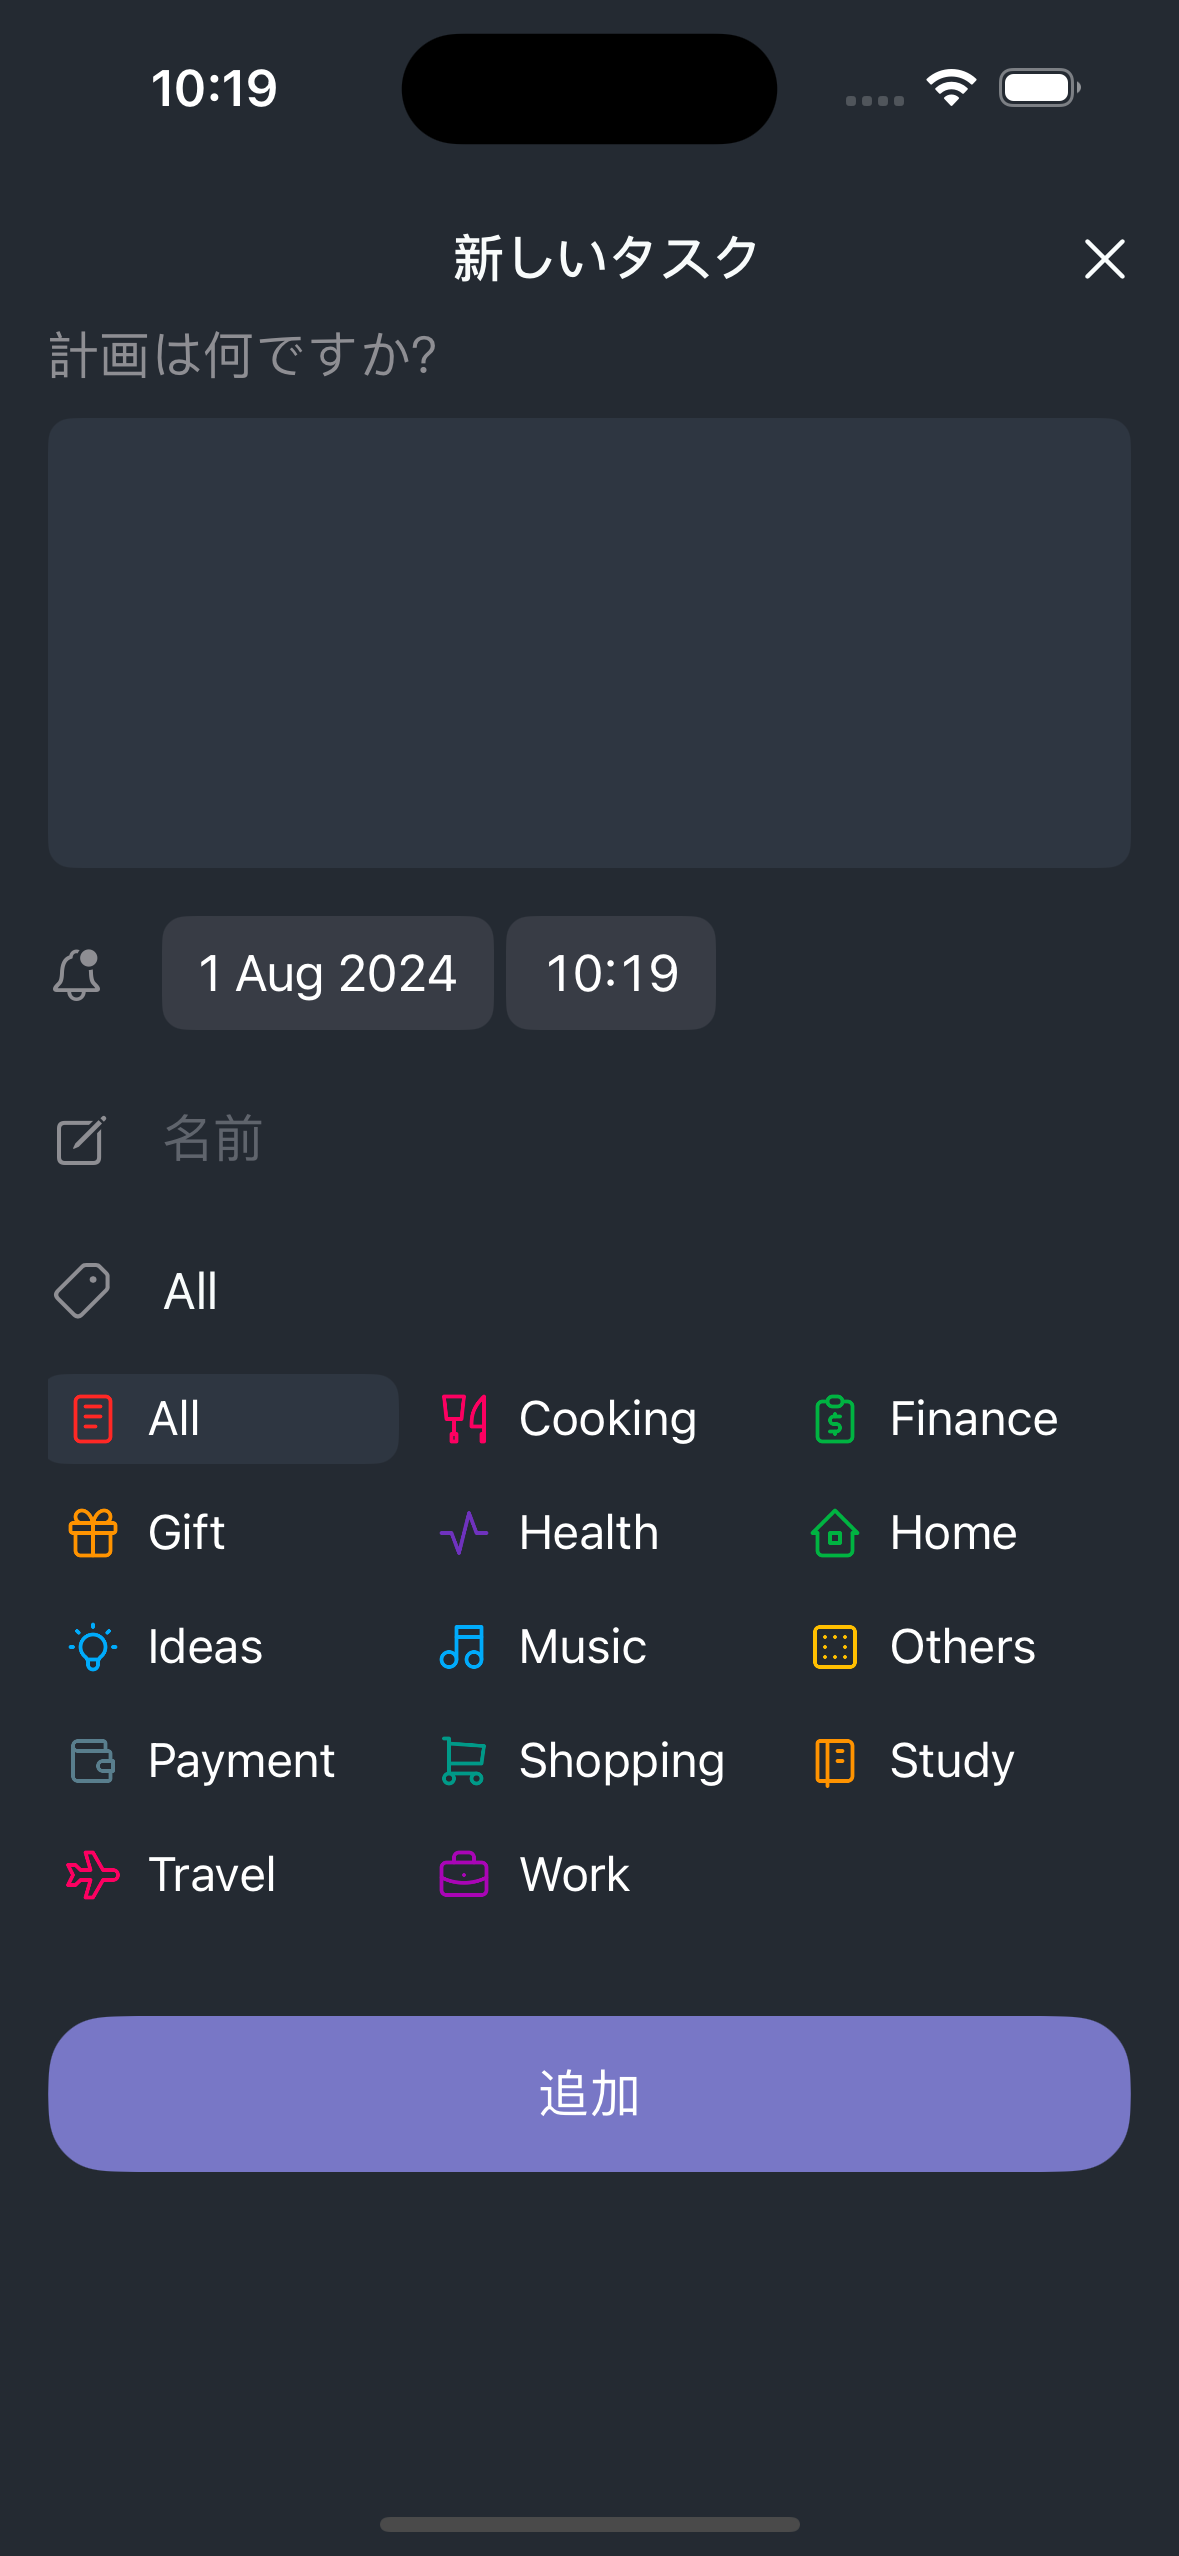 10:19
新しいタスク
計画は何ですか?
1 Aug 2024 10:19
名前
All
All Cooking Finance
Gift Health Home
Ideas Music Others
Payment Shopping Study
Travel Work
追加